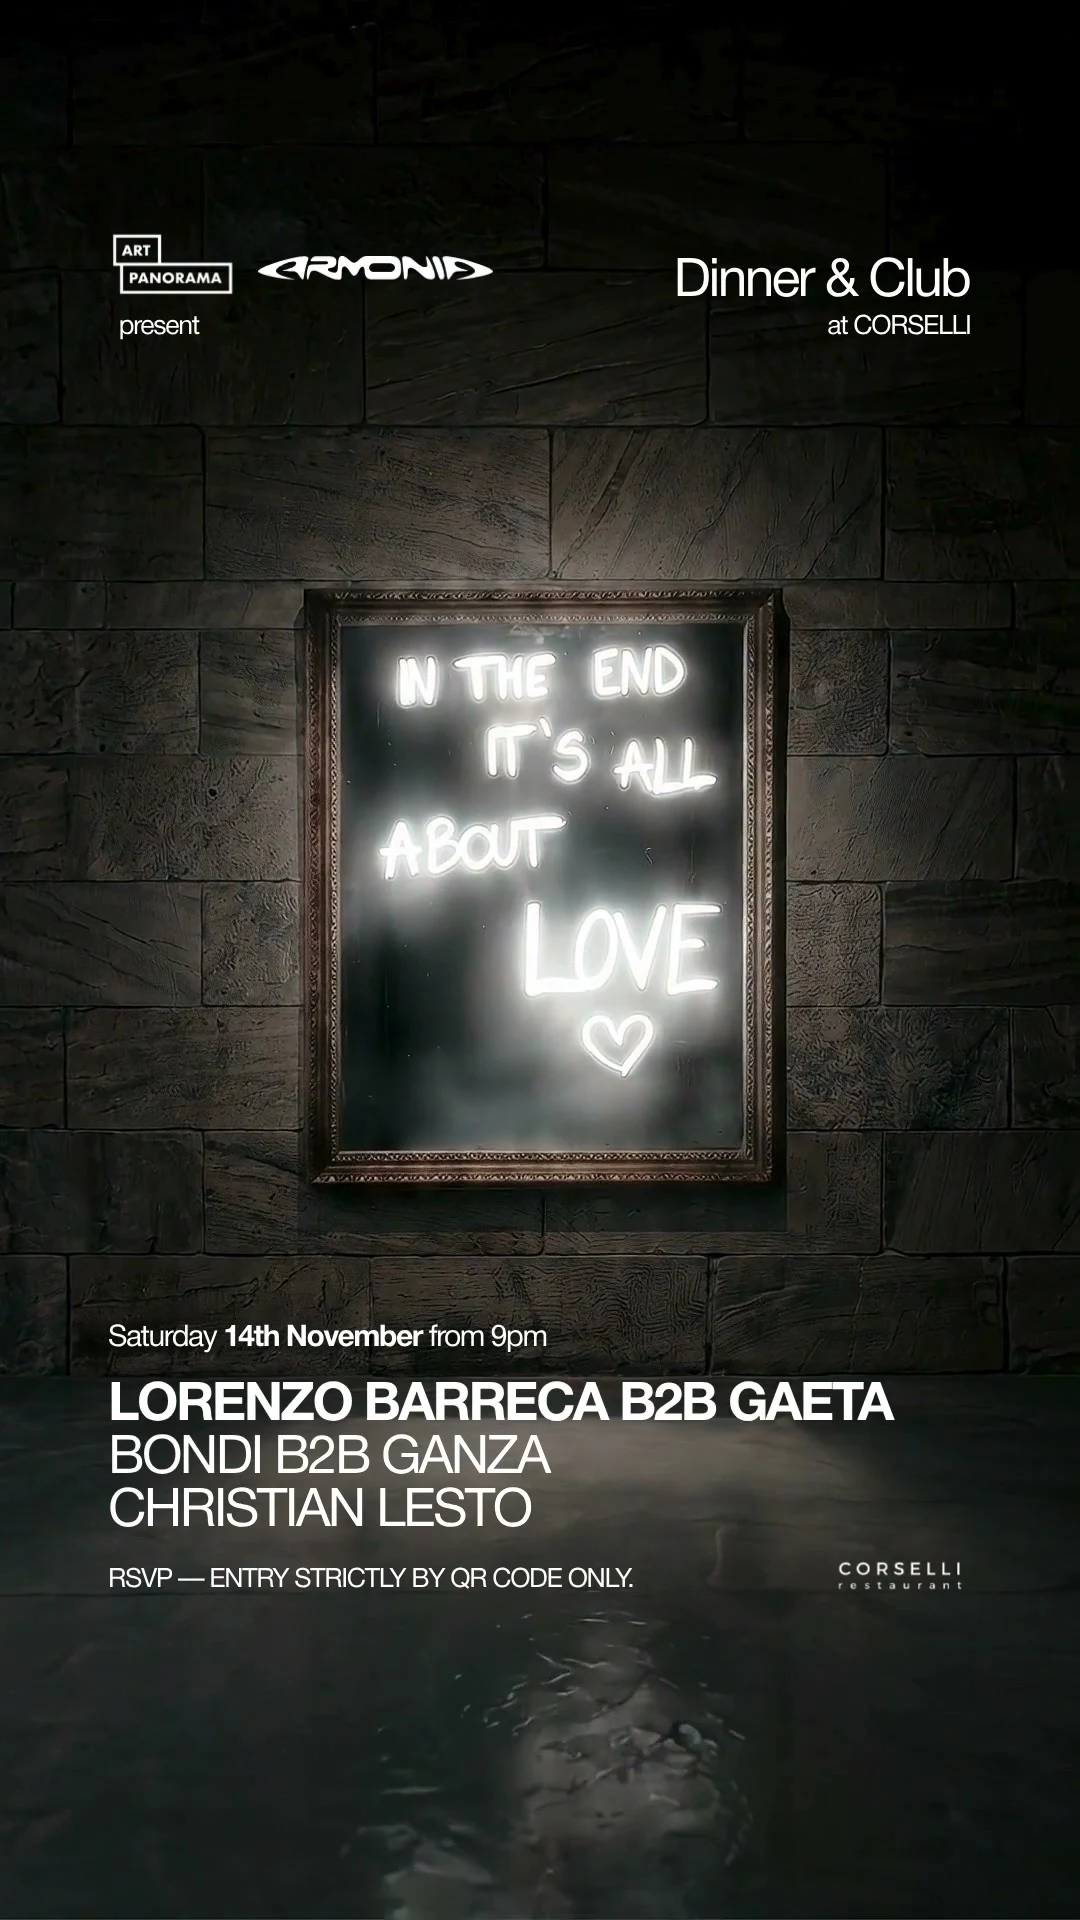 ART
PANORAMA
ARMONIA
present
Dinner & Club
at CORSELLI
IN THE END
IT'S ALL
ABOUT
LOVE
Saturday 14th November from 9pm
LORENZO BARRECA B2B GAETA
BONDI B2B GANZA
CHRISTIAN LESTO
RSVP — ENTRY STRICTLY BY QR CODE ONLY.
CORSELLI
restaurant